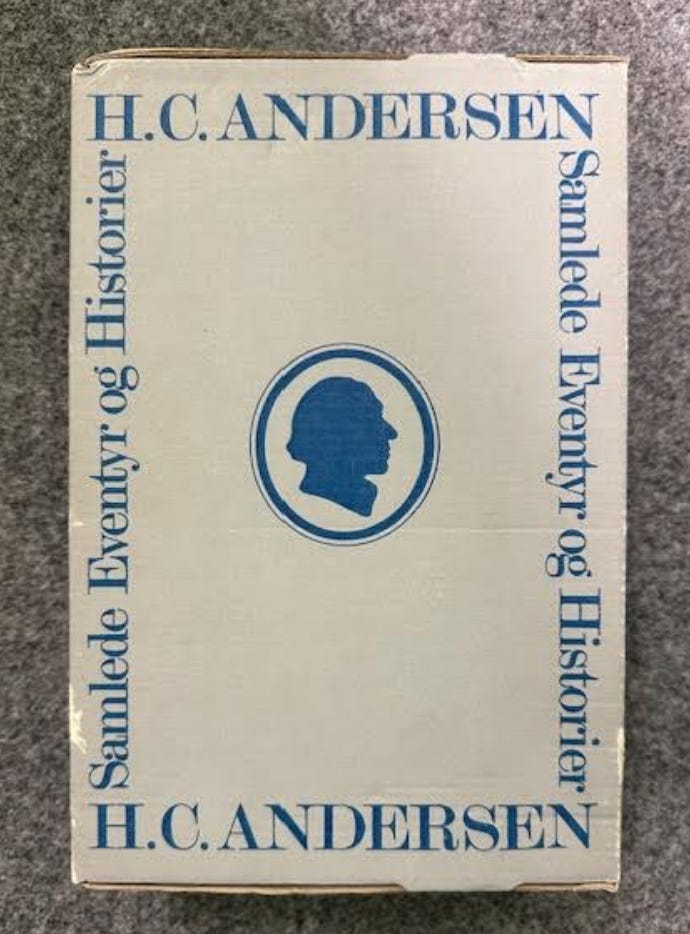 H.C. ANDERSEN
Samlede Eventyr og Historier
Samlede Eventyr og Historier
H.C. ANDERSEN